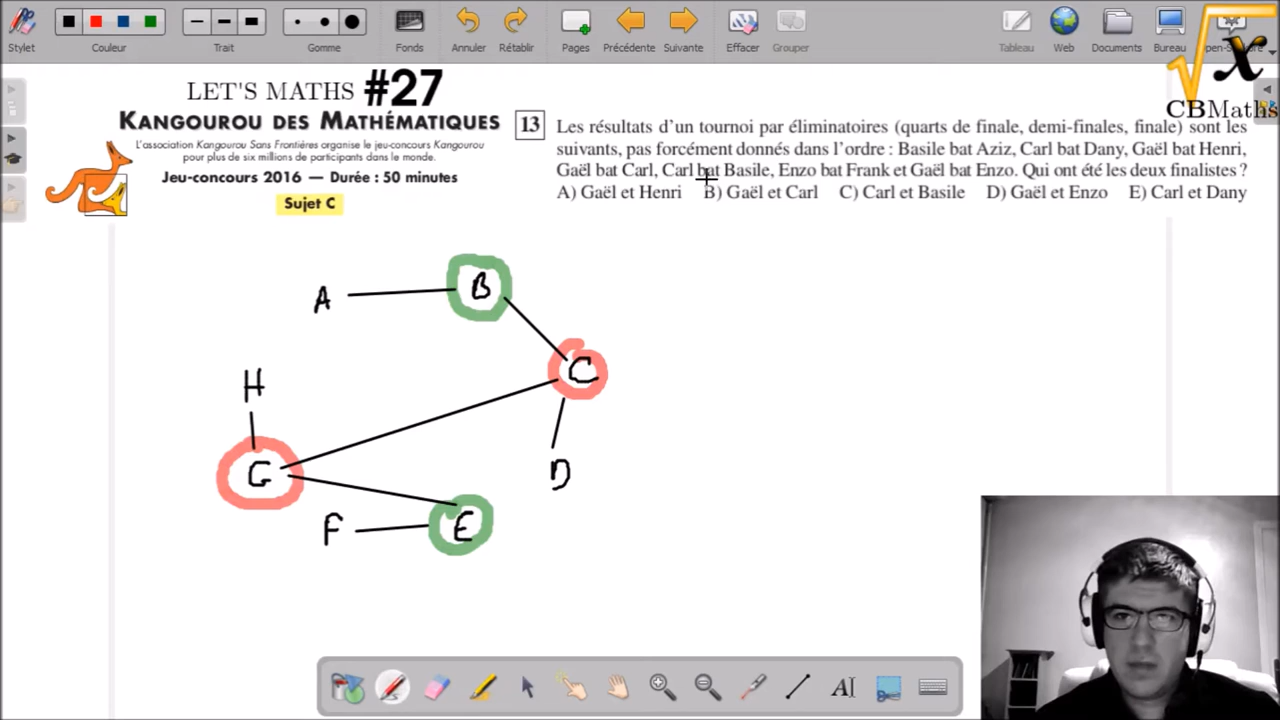 Stylet Couleur Trait Gomme Fonds Annuler Rétablir Pages Précédente Suivante Effacer Grouper Tableau Web Documents Bureau
√x
CBMaths
LET'S MATHS #27
KANGOUROU DES MATHÉMATIQUES
L'association Kangourou Sans Frontières organise le jeu-concours Kangourou
pour plus de six millions de participants dans le monde.
Jeu-concours 2016 — Durée : 50 minutes
Sujet C
13 Les résultats d'un tournoi par éliminatoires (quarts de finale, demi-finales, finale) sont les
suivants, pas forcément donnés dans l'ordre : Basile bat Aziz, Carl bat Dany, Gaël bat Henri,
Gaël bat Carl, Carl bat Basile, Enzo bat Frank et Gaël bat Enzo. Qui ont été les deux finalistes ?
A) Gaël et Henri B) Gaël et Carl C) Carl et Basile D) Gaël et Enzo E) Carl et Dany
A B
C
H
G
D
F E
AI